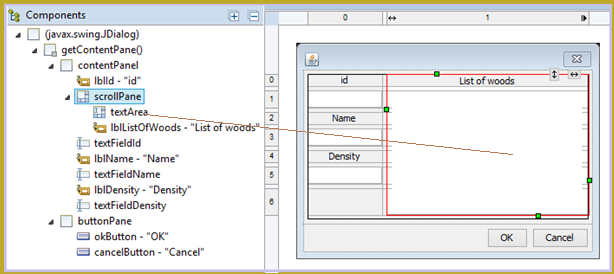 Components
(javax.swing.JDialog)
getContentPane()
contentPanel
lblId - "id"
scrollPane
textArea
lblListOfWoods - "List of woods"
textFieldId
lblName - "Name"
textFieldName
lblDensity - "Density"
textFieldDensity
buttonPane
okButton - "OK"
cancelButton - "Cancel"
0 1
0
1
2
3
4
5
6
id List of woods
Name
Density
OK Cancel